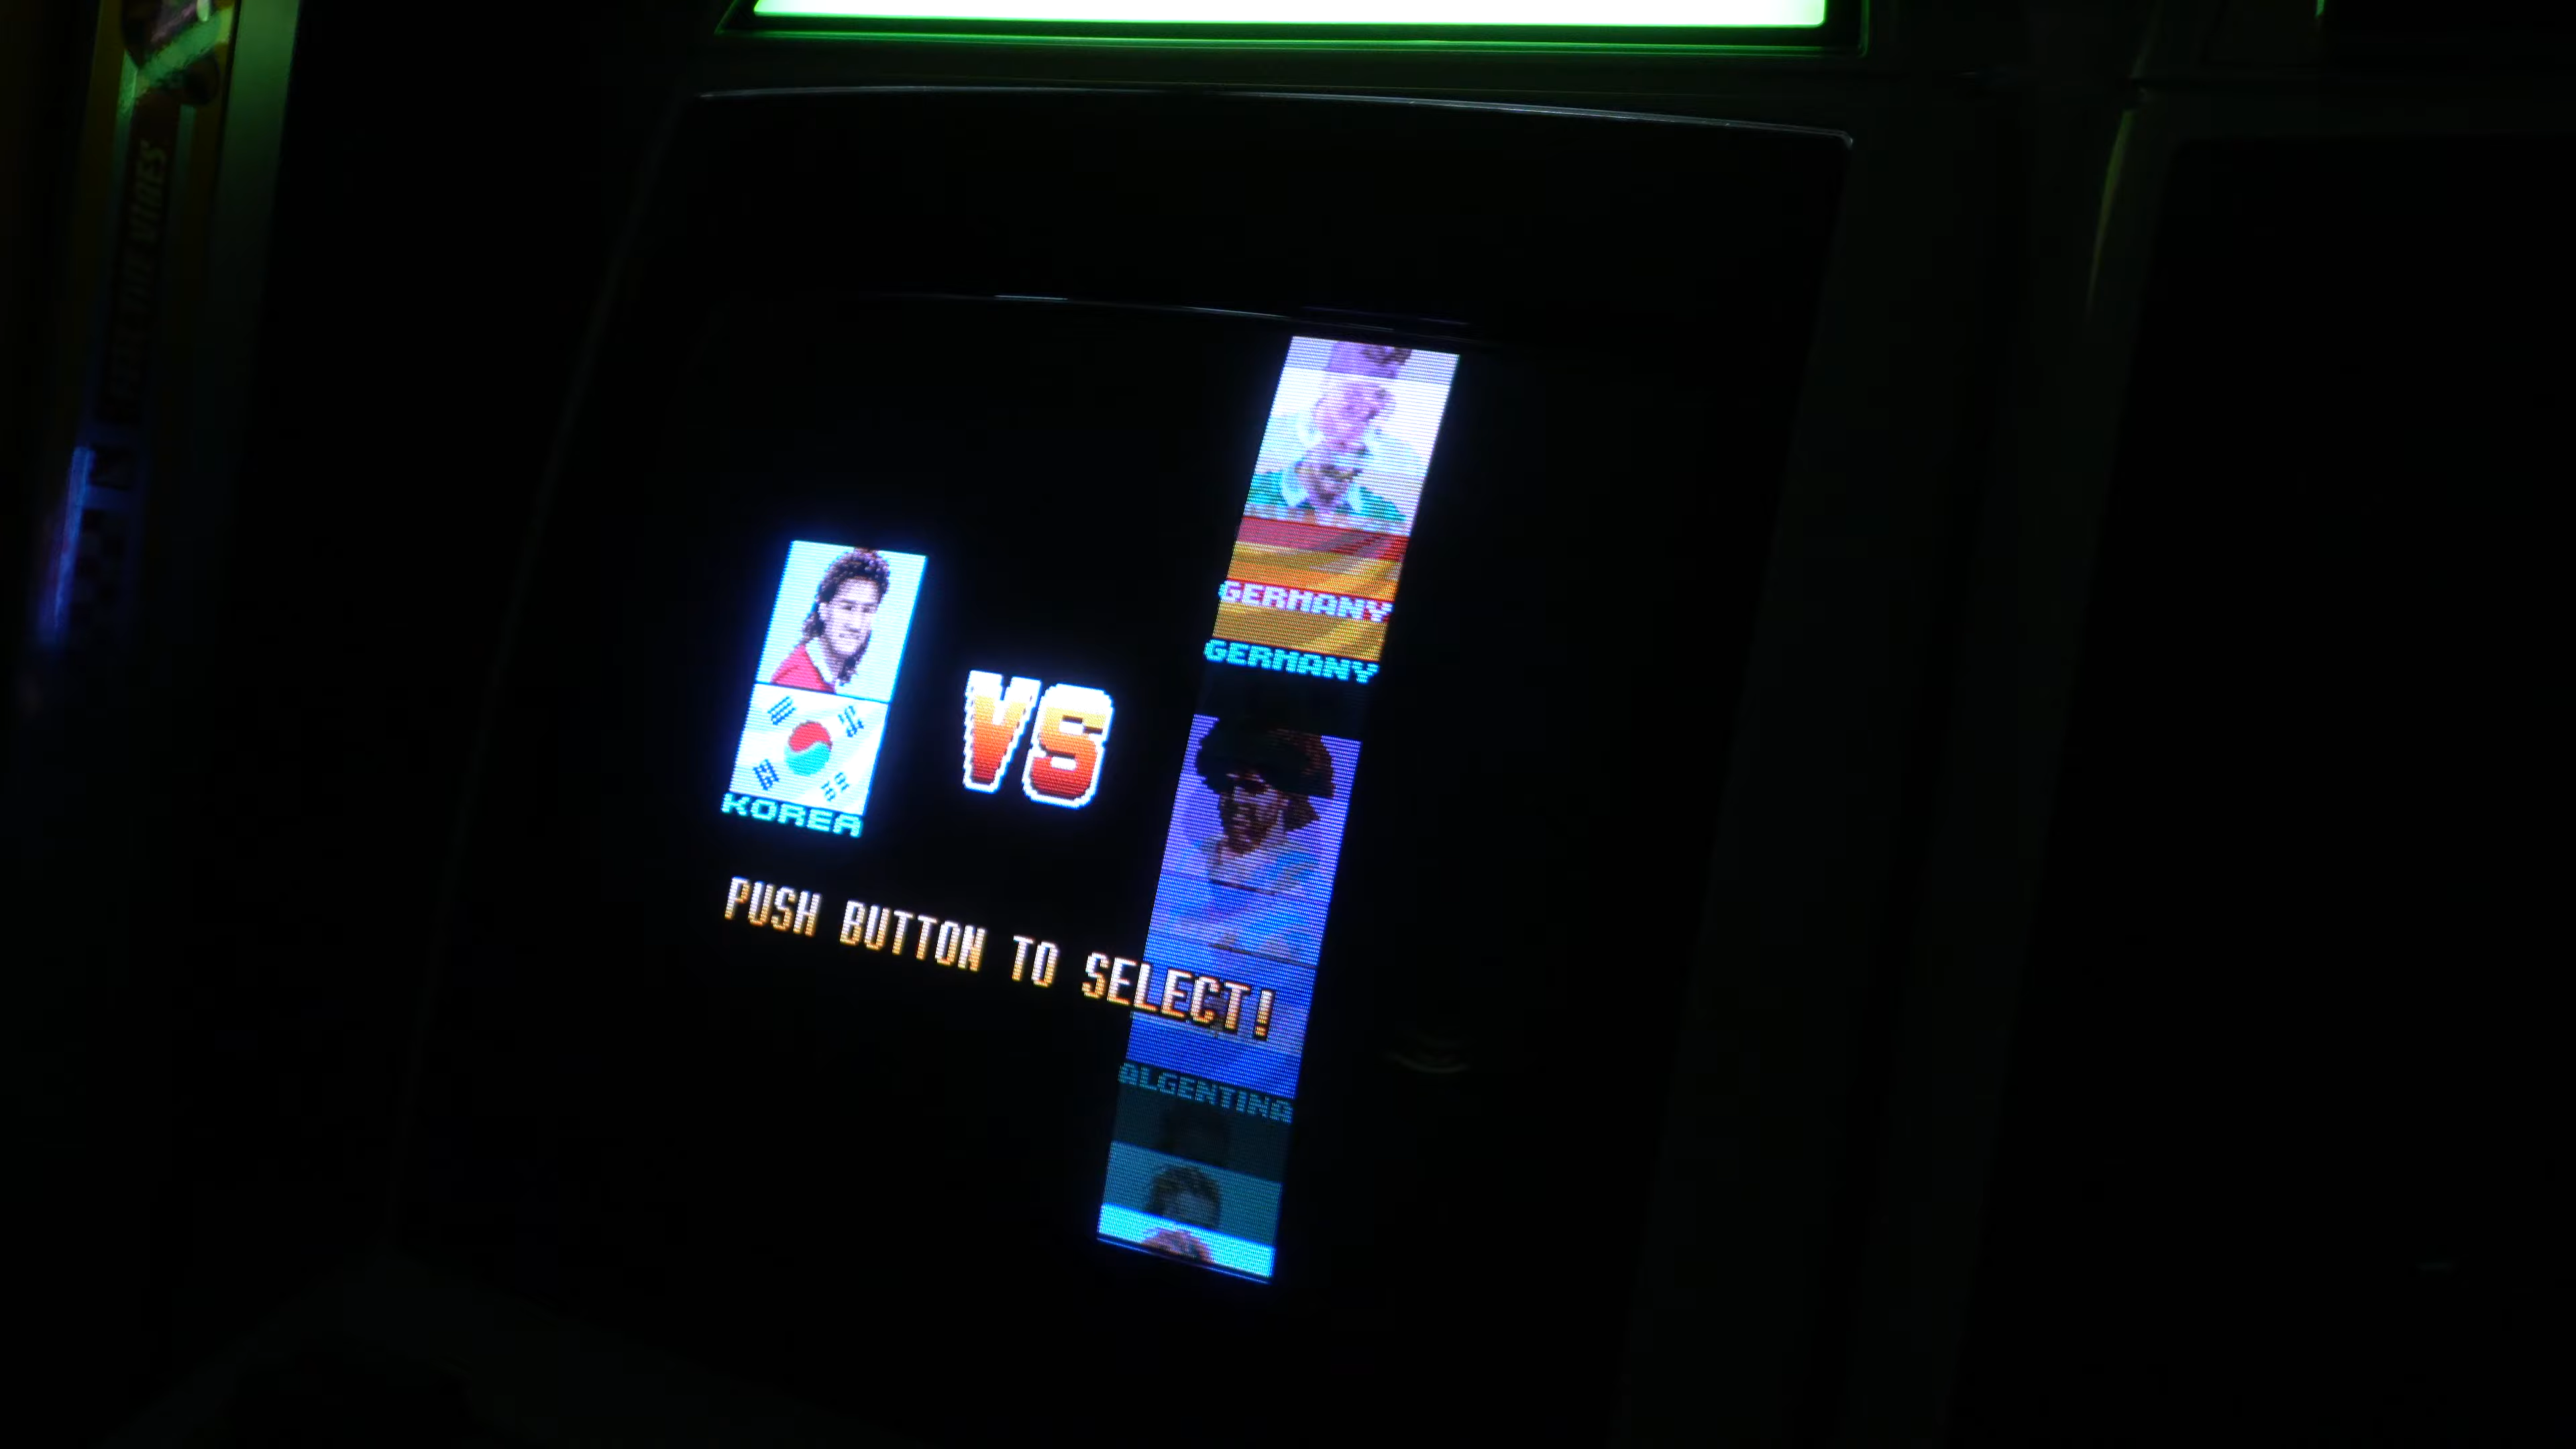 GERMANY
GERMANY
VS
KOREA
PUSH BUTTON TO SELECT!
ALGENTINA